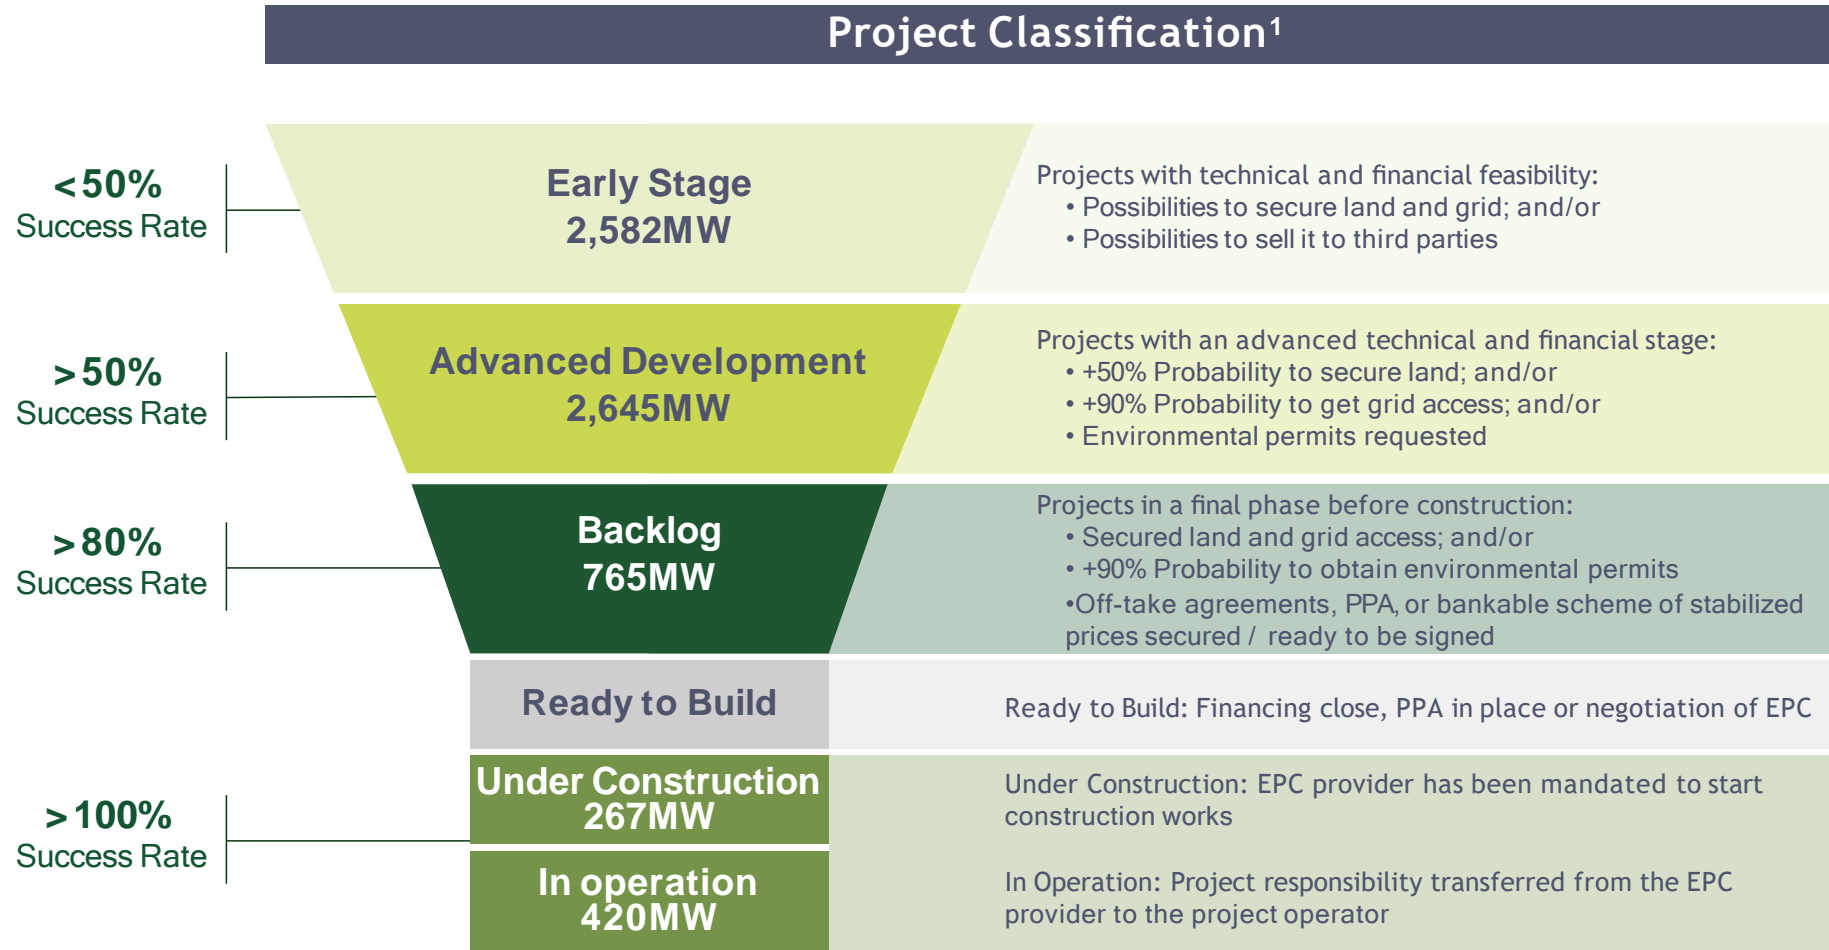 Project Classification¹
<50%
Success Rate
Early Stage
2,582MW
Projects with technical and financial feasibility:
• Possibilities to secure land and grid; and/or
• Possibilities to sell it to third parties
>50%
Success Rate
Advanced Development
2,645MW
Projects with an advanced technical and financial stage:
• +50% Probability to secure land; and/or
• +90% Probability to get grid access; and/or
• Environmental permits requested
>80%
Success Rate
Backlog
765MW
Projects in a final phase before construction:
• Secured land and grid access; and/or
• +90% Probability to obtain environmental permits
•Off-take agreements, PPA, or bankable scheme of stabilized
prices secured / ready to be signed
Ready to Build
Ready to Build: Financing close, PPA in place or negotiation of EPC
>100%
Success Rate
Under Construction
267MW
Under Construction: EPC provider has been mandated to start
construction works
In operation
420MW
In Operation: Project responsibility transferred from the EPC
provider to the project operator